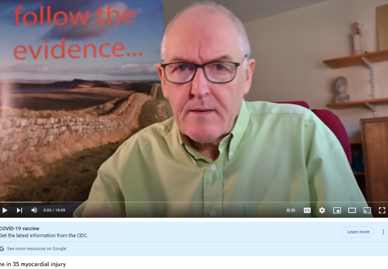 follow the
evidence...
0:03 / 16:09
COVID-19 vaccine
Get the latest information from the CDC.
Learn more
See more resources on Google
ne in 35 myocardial injury